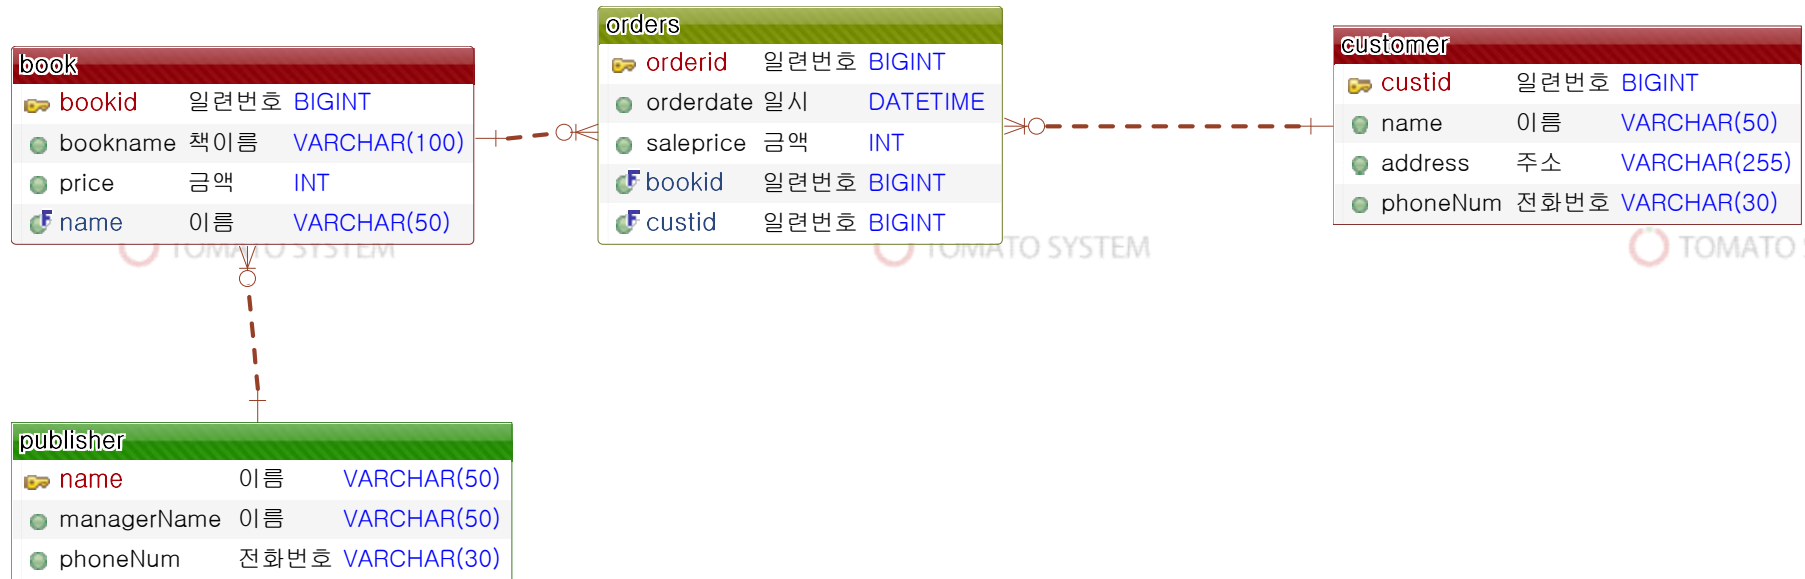 book
bookid 일련번호 BIGINT
bookname 책이름 VARCHAR(100)
price 금액 INT
name 이름 VARCHAR(50)
orders
orderid 일련번호 BIGINT
orderdate 일시 DATETIME
saleprice 금액 INT
bookid 일련번호 BIGINT
custid 일련번호 BIGINT
customer
custid 일련번호 BIGINT
name 이름 VARCHAR(50)
address 주소 VARCHAR(255)
phoneNum 전화번호 VARCHAR(30)
TOMATO SYSTEM
TOMATO SYSTEM
TOMATO
publisher
name 이름 VARCHAR(50)
managerName 이름 VARCHAR(50)
phoneNum 전화번호 VARCHAR(30)